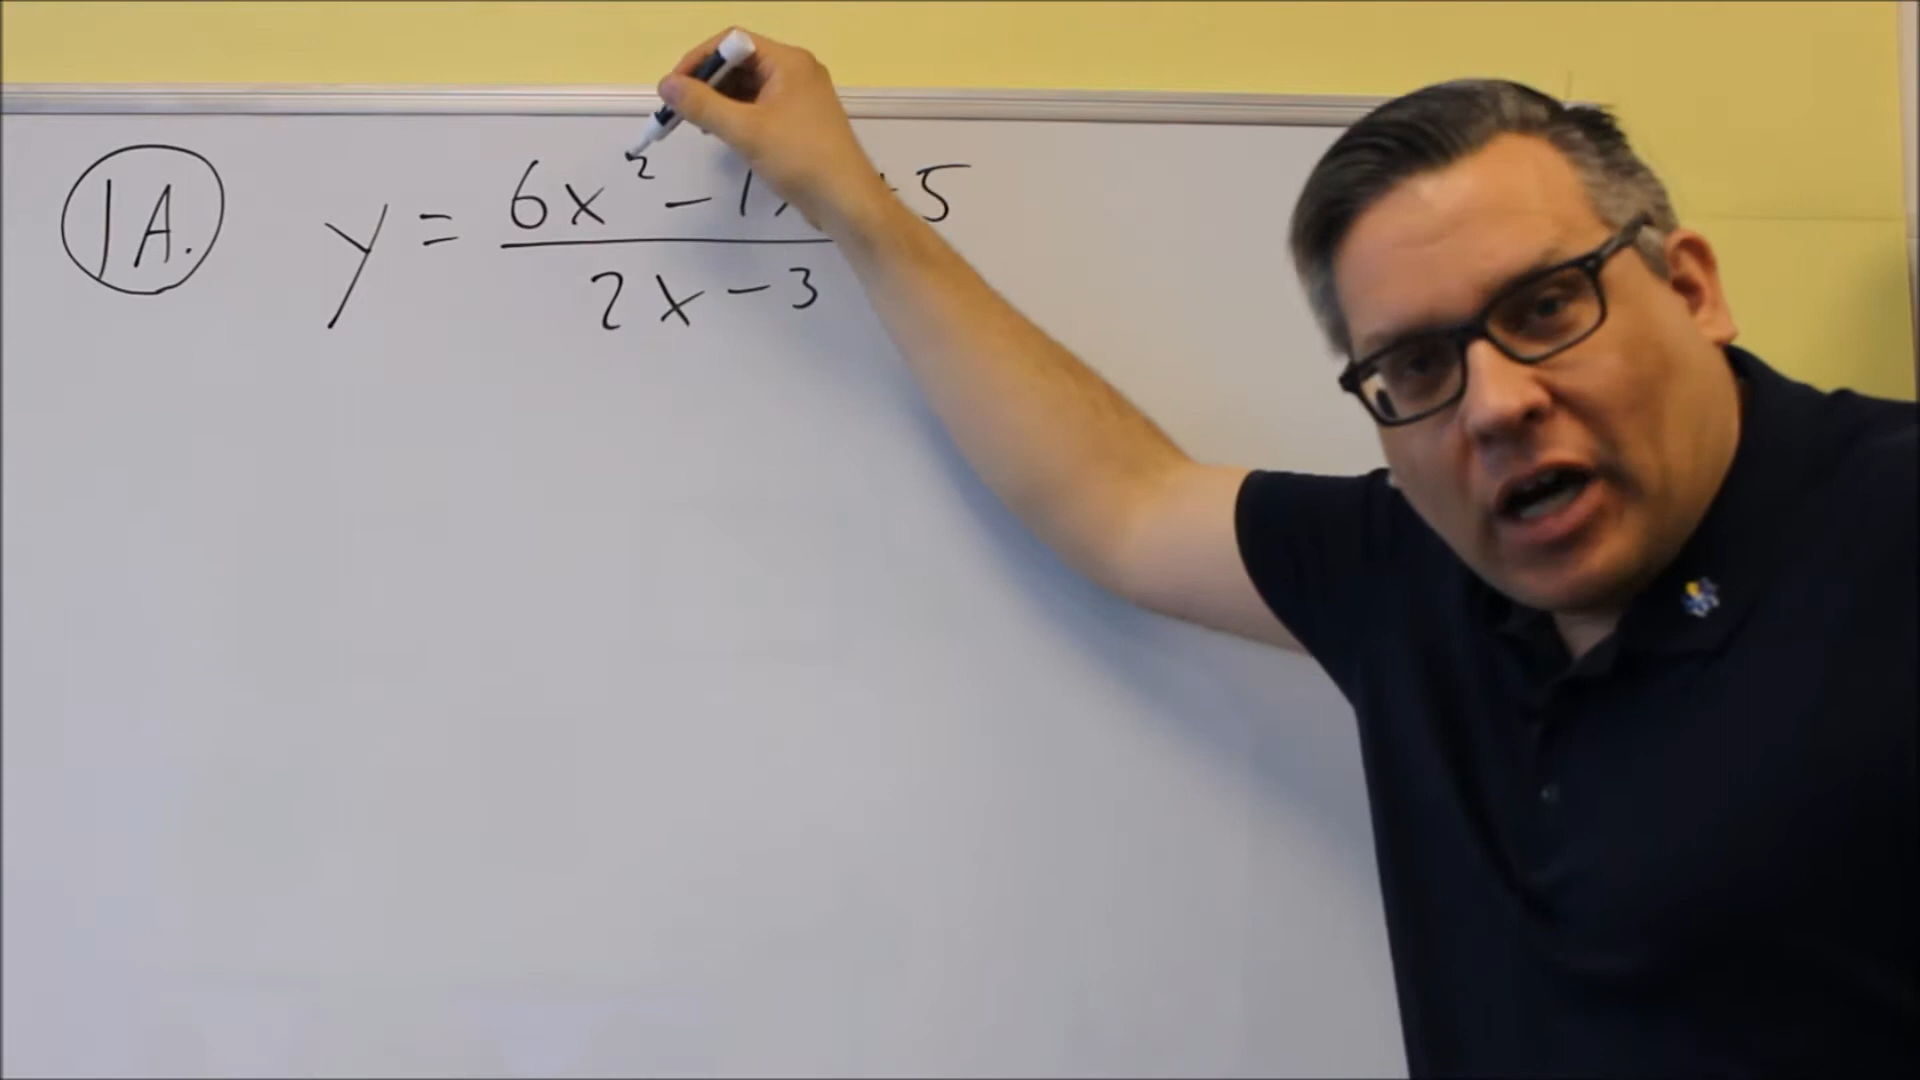 1A. y = 6x² - 1 + 5
2x - 3